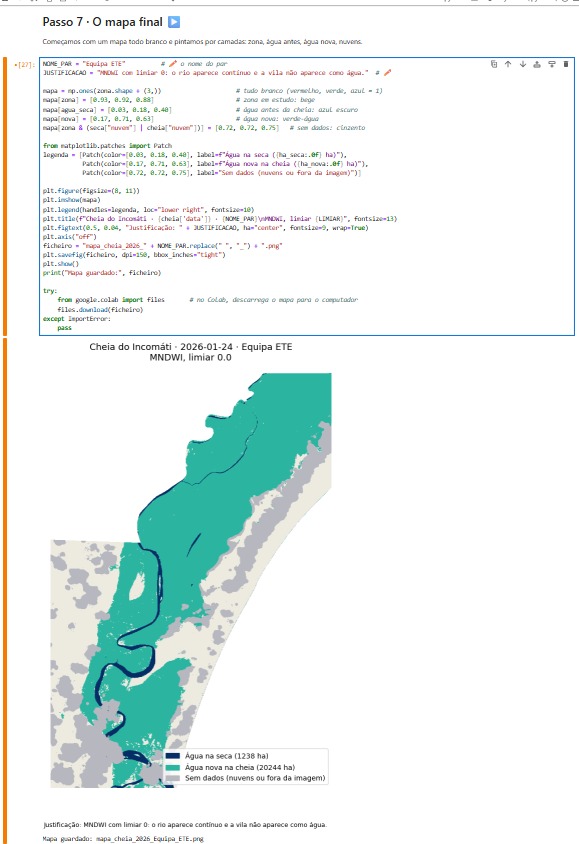 Passo 7 · O mapa final ▶
Começamos com um mapa todo branco e pintamos por camadas: zona, água antes, água nova, nuvens.
[27]:
NOME_PAR = "Equipa ETE"          # ✏ o nome do par
JUSTIFICACAO = "MNDWI com limiar 0: o rio aparece contínuo e a vila não aparece como água."  # ✏
mapa = np.ones(zona.shape + (3,))          # tudo branco (vermelho, verde, azul = 1)
mapa[zona] = [0.93, 0.92, 0.88]          # zona em estudo: bege
mapa[agua_seca] = [0.03, 0.18, 0.40]          # água antes da cheia: azul escuro
mapa[nova] = [0.17, 0.71, 0.63]          # água nova: verde-água
mapa[zona & (seca["nuvem"] | cheia["nuvem"])] = [0.72, 0.72, 0.75]   # sem dados: cinzento
from matplotlib.patches import Patch
legenda = [Patch(color=[0.03, 0.18, 0.40], label=f"Água na seca ({ha_seca:.0f} ha)"),
           Patch(color=[0.17, 0.71, 0.63], label=f"Água nova na cheia ({ha_nova:.0f} ha)"),
           Patch(color=[0.72, 0.72, 0.75], label="Sem dados (nuvens ou fora da imagem)")]
plt.figure(figsize=(8, 11))
plt.imshow(mapa)
plt.legend(handles=legenda, loc="lower right", fontsize=10)
plt.title(f"Cheia do Incomáti · {cheia['data']} · {NOME_PAR}\nMNDWI, limiar {LIMIAR}", fontsize=13)
plt.figtext(0.5, 0.04, "Justificação: " + JUSTIFICACAO, ha="center", fontsize=9, wrap=True)
plt.axis("off")
ficheiro = "mapa_cheia_2026_" + NOME_PAR.replace(" ", "_") + ".png"
plt.savefig(ficheiro, dpi=150, bbox_inches="tight")
plt.show()
print("Mapa guardado:", ficheiro)
try:
    from google.colab import files      # no Colab, descarrega o mapa para o computador
    files.download(ficheiro)
except ImportError:
    pass
Cheia do Incomáti · 2026-01-24 · Equipa ETE
MNDWI, limiar 0.0
Água na seca (1238 ha)
Água nova na cheia (20244 ha)
Sem dados (nuvens ou fora da imagem)
Justificação: MNDWI com limiar 0: o rio aparece contínuo e a vila não aparece como água.
Mapa guardado: mapa_cheia_2026_Equipa_ETE.png